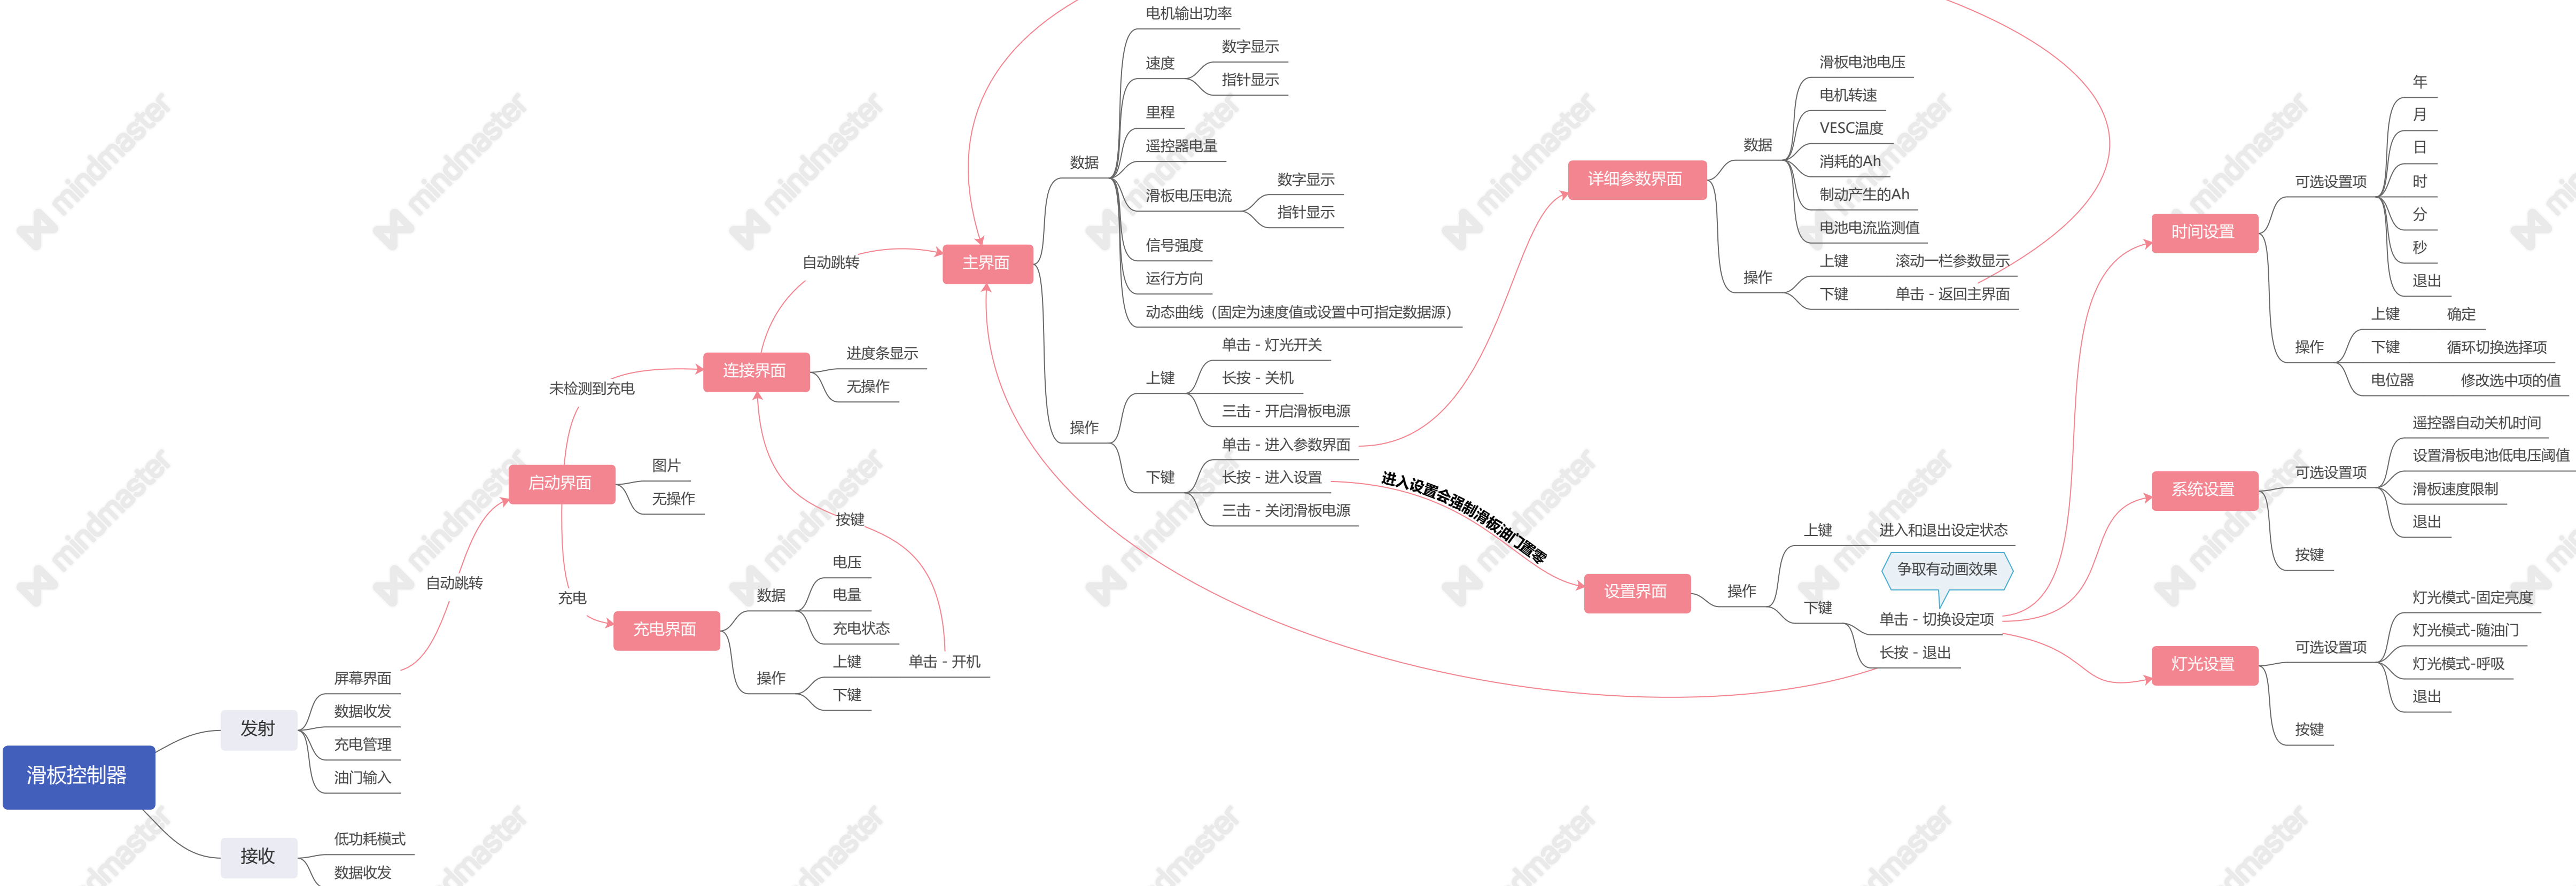 滑板控制器
发射
屏幕界面
数据收发
充电管理
油门输入
接收
低功耗模式
数据收发
自动跳转
启动界面
图片
无操作
未检测到充电
充电
连接界面
进度条显示
无操作
自动跳转
按键
充电界面
数据
电压
电量
充电状态
操作
上键
单击 - 开机
下键
主界面
数据
电机输出功率
速度
数字显示
指针显示
里程
遥控器电量
滑板电压电流
数字显示
指针显示
信号强度
运行方向
动态曲线（固定为速度值或设置中可指定数据源）
操作
上键
单击 - 灯光开关
长按 - 关机
三击 - 开启滑板电源
下键
单击 - 进入参数界面
长按 - 进入设置
三击 - 关闭滑板电源
进入设置会强制滑板油门置零
详细参数界面
数据
滑板电池电压
电机转速
VESC温度
消耗的Ah
制动产生的Ah
电池电流监测值
操作
上键
滚动一栏参数显示
下键
单击 - 返回主界面
设置界面
操作
上键
进入和退出设定状态
争取有动画效果
下键
单击 - 切换设定项
长按 - 退出
时间设置
可选设置项
年
月
日
时
分
秒
退出
操作
上键
确定
下键
循环切换选择项
电位器
修改选中项的值
系统设置
可选设置项
遥控器自动关机时间
设置滑板电池低电压阈值
滑板速度限制
退出
按键
灯光设置
可选设置项
灯光模式-固定亮度
灯光模式-随油门
灯光模式-呼吸
退出
按键
mindmaster
mindmaster
mindmaster
mindmaster
mindmaster
mindmaster
mindmaster
mindmaster
mindmaster
mindmaster
mindmaster
mindmaster
mindmaster
mindmaster